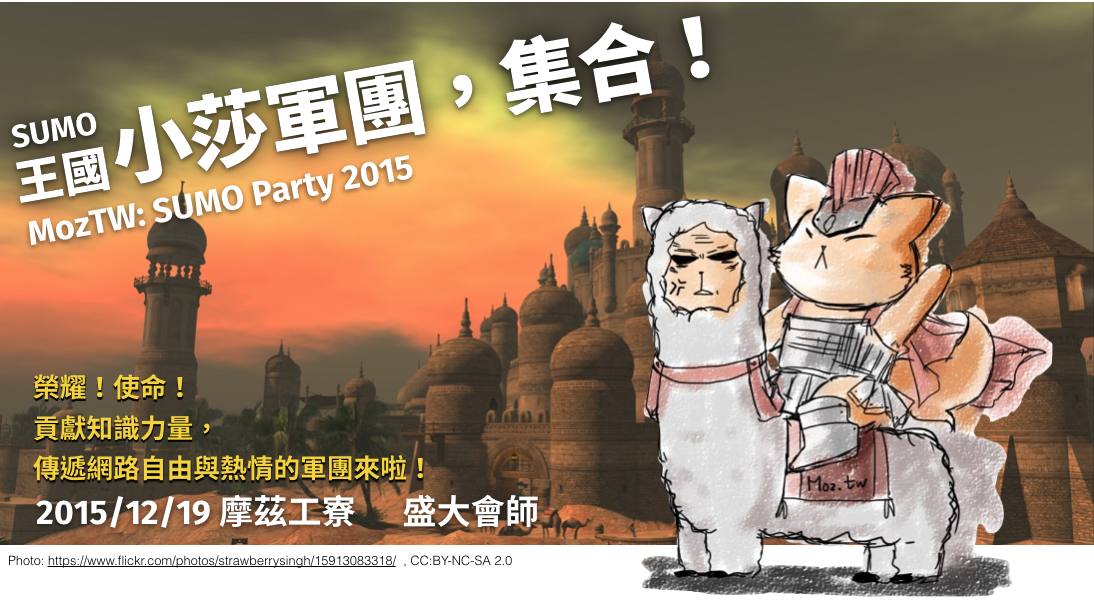 SUMO
王國
小莎軍團，集合！
MozTW: SUMO Party 2015
榮耀！使命！
貢獻知識力量，
傳遞網路自由與熱情的軍團來啦！
2015/12/19 摩茲工寮 盛大會師
Moz.tw
Photo: https://www.flickr.com/photos/strawberrysingh/15913083318/ , CC:BY-NC-SA 2.0